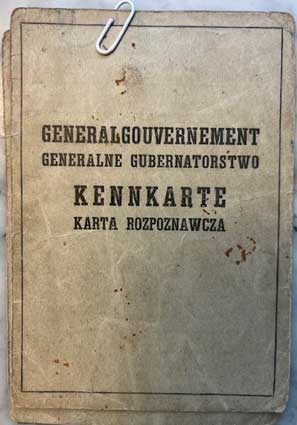 GENERALGOUVERNEMENT
GENERALNE GUBERNATORSTWO
KENNKARTE
KARTA ROZPOZNAWCZA